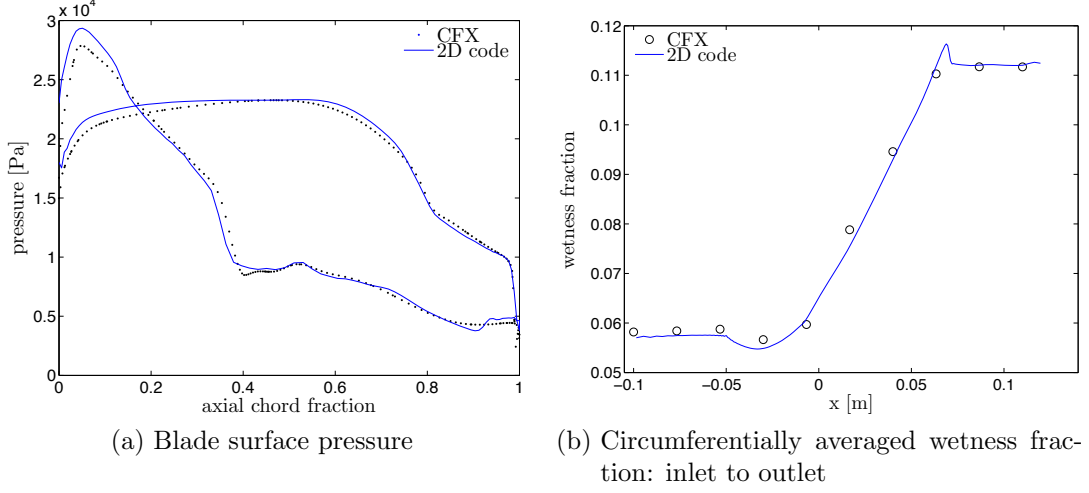 x 10⁴
3
2.5
2
1.5
1
0.5
0
0
0.2
0.4
0.6
0.8
1
axial chord fraction
pressure [Pa]
CFX
2D code
(a) Blade surface pressure
0.12
0.11
0.10
0.09
0.08
0.07
0.06
0.05
-0.1
−0.05
0
0.05
0.1
x [m]
wetness fraction
CFX
2D code
(b) Circumferentially averaged wetness frac-
tion: inlet to outlet